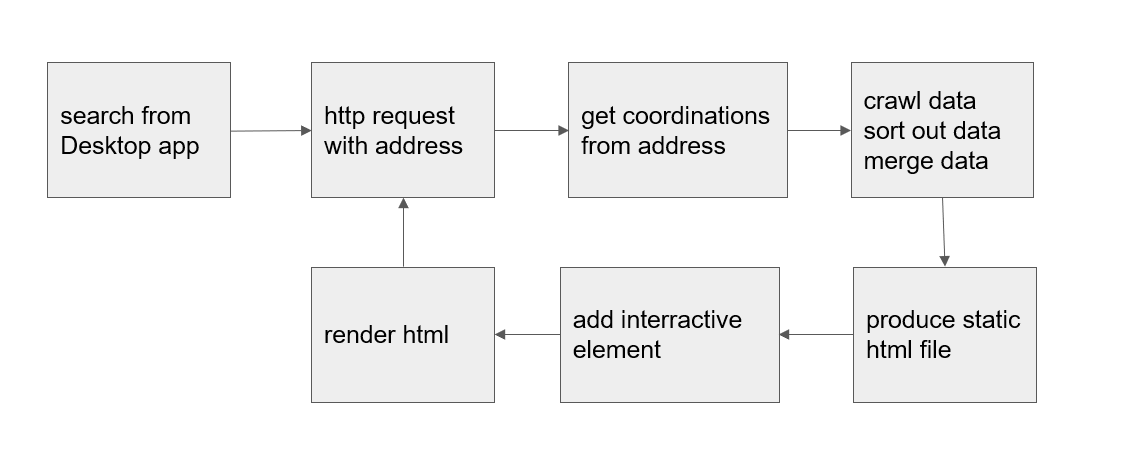 search from
Desktop app
http request
with address
get coordinations
from address
crawl data
sort out data
merge data
render html
add interractive
element
produce static
html file